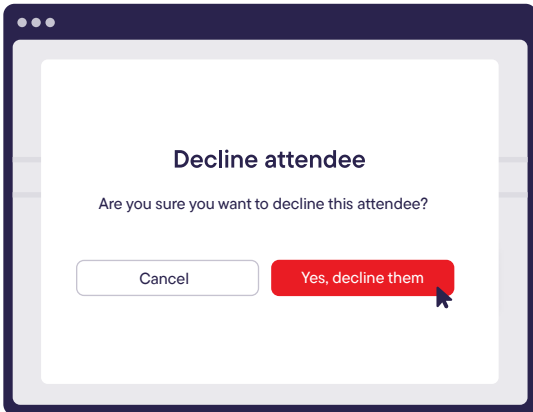 Decline attendee
Are you sure you want to decline this attendee?
Cancel
Yes, decline them